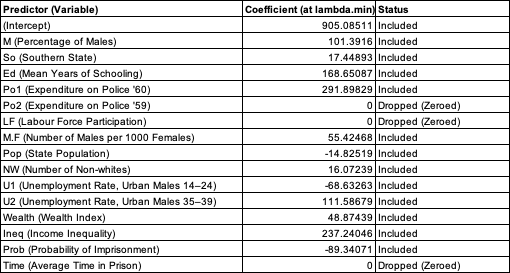 Predictor (Variable) Coefficient (at lambda.min) Status
(Intercept) 905.08511 Included
M (Percentage of Males) 101.3916 Included
So (Southern State) 17.44893 Included
Ed (Mean Years of Schooling) 168.65087 Included
Po1 (Expenditure on Police '60) 291.89829 Included
Po2 (Expenditure on Police '59) 0 Dropped (Zeroed)
LF (Labour Force Participation) 0 Dropped (Zeroed)
M.F (Number of Males per 1000 Females) 55.42468 Included
Pop (State Population) -14.82519 Included
NW (Number of Non-whites) 16.07239 Included
U1 (Unemployment Rate, Urban Males 14–24) -68.63263 Included
U2 (Unemployment Rate, Urban Males 35–39) 111.58679 Included
Wealth (Wealth Index) 48.87439 Included
Ineq (Income Inequality) 237.24046 Included
Prob (Probability of Imprisonment) -89.34071 Included
Time (Average Time in Prison) 0 Dropped (Zeroed)